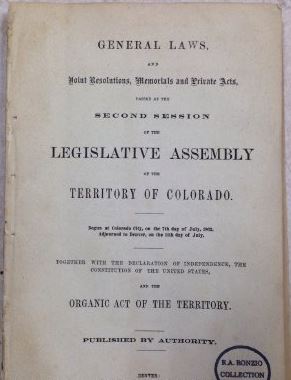 GENERAL LAWS,
AND
Joint Resolutions, Memorials and Private Acts,
PASSED AT THE
SECOND SESSION
OF THE
LEGISLATIVE ASSEMBLY
OF THE
TERRITORY OF COLORADO.
Begun at Colorado City, on the 7th day of July, 1862.
Adjourned to Denver, on the 11th day of July.
TOGETHER WITH THE DECLARATION OF INDEPENDENCE, THE
CONSTITUTION OF THE UNITED STATES,
AND THE
ORGANIC ACT OF THE TERRITORY.
PUBLISHED BY AUTHORITY.
DENVER:
R.A. RONZIO
COLLECTION